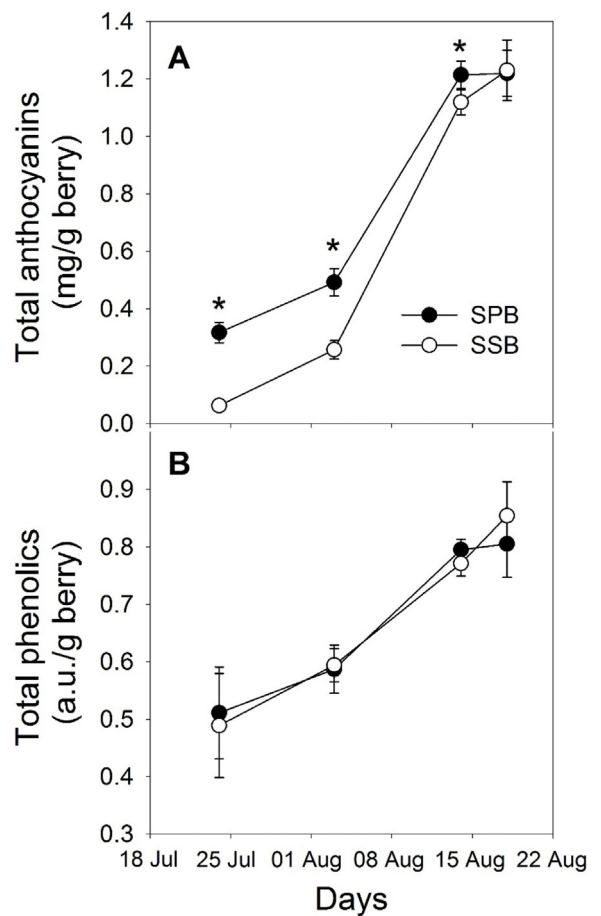 A
Total anthocyanins
(mg/g berry)
1.4
1.2
1.0
0.8
0.6
0.4
0.2
0.0
*
*
*
SPB
SSB
B
Total phenolics
(a.u./g berry)
0.9
0.8
0.7
0.6
0.5
0.4
0.3
18 Jul 25 Jul 01 Aug 08 Aug 15 Aug 22 Aug
Days